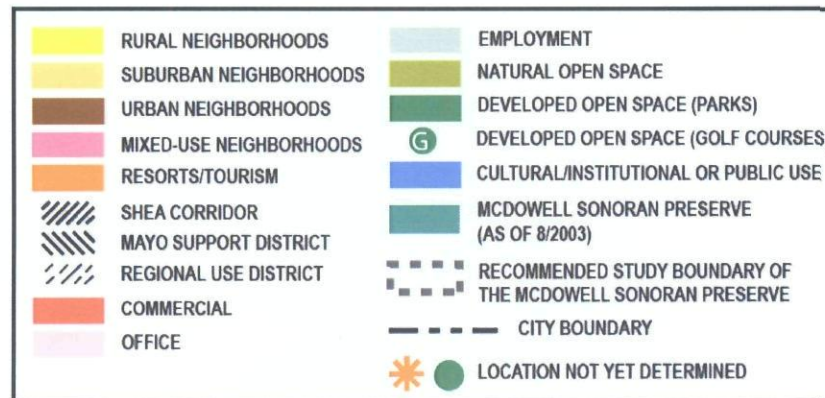 RURAL NEIGHBORHOODS
SUBURBAN NEIGHBORHOODS
URBAN NEIGHBORHOODS
MIXED-USE NEIGHBORHOODS
RESORTS/TOURISM
SHEA CORRIDOR
MAYO SUPPORT DISTRICT
REGIONAL USE DISTRICT
COMMERCIAL
OFFICE
EMPLOYMENT
NATURAL OPEN SPACE
DEVELOPED OPEN SPACE (PARKS)
G DEVELOPED OPEN SPACE (GOLF COURSES
CULTURAL/INSTITUTIONAL OR PUBLIC USE
MCDOWELL SONORAN PRESERVE
(AS OF 8/2003)
RECOMMENDED STUDY BOUNDARY OF
THE MCDOWELL SONORAN PRESERVE
CITY BOUNDARY
LOCATION NOT YET DETERMINED